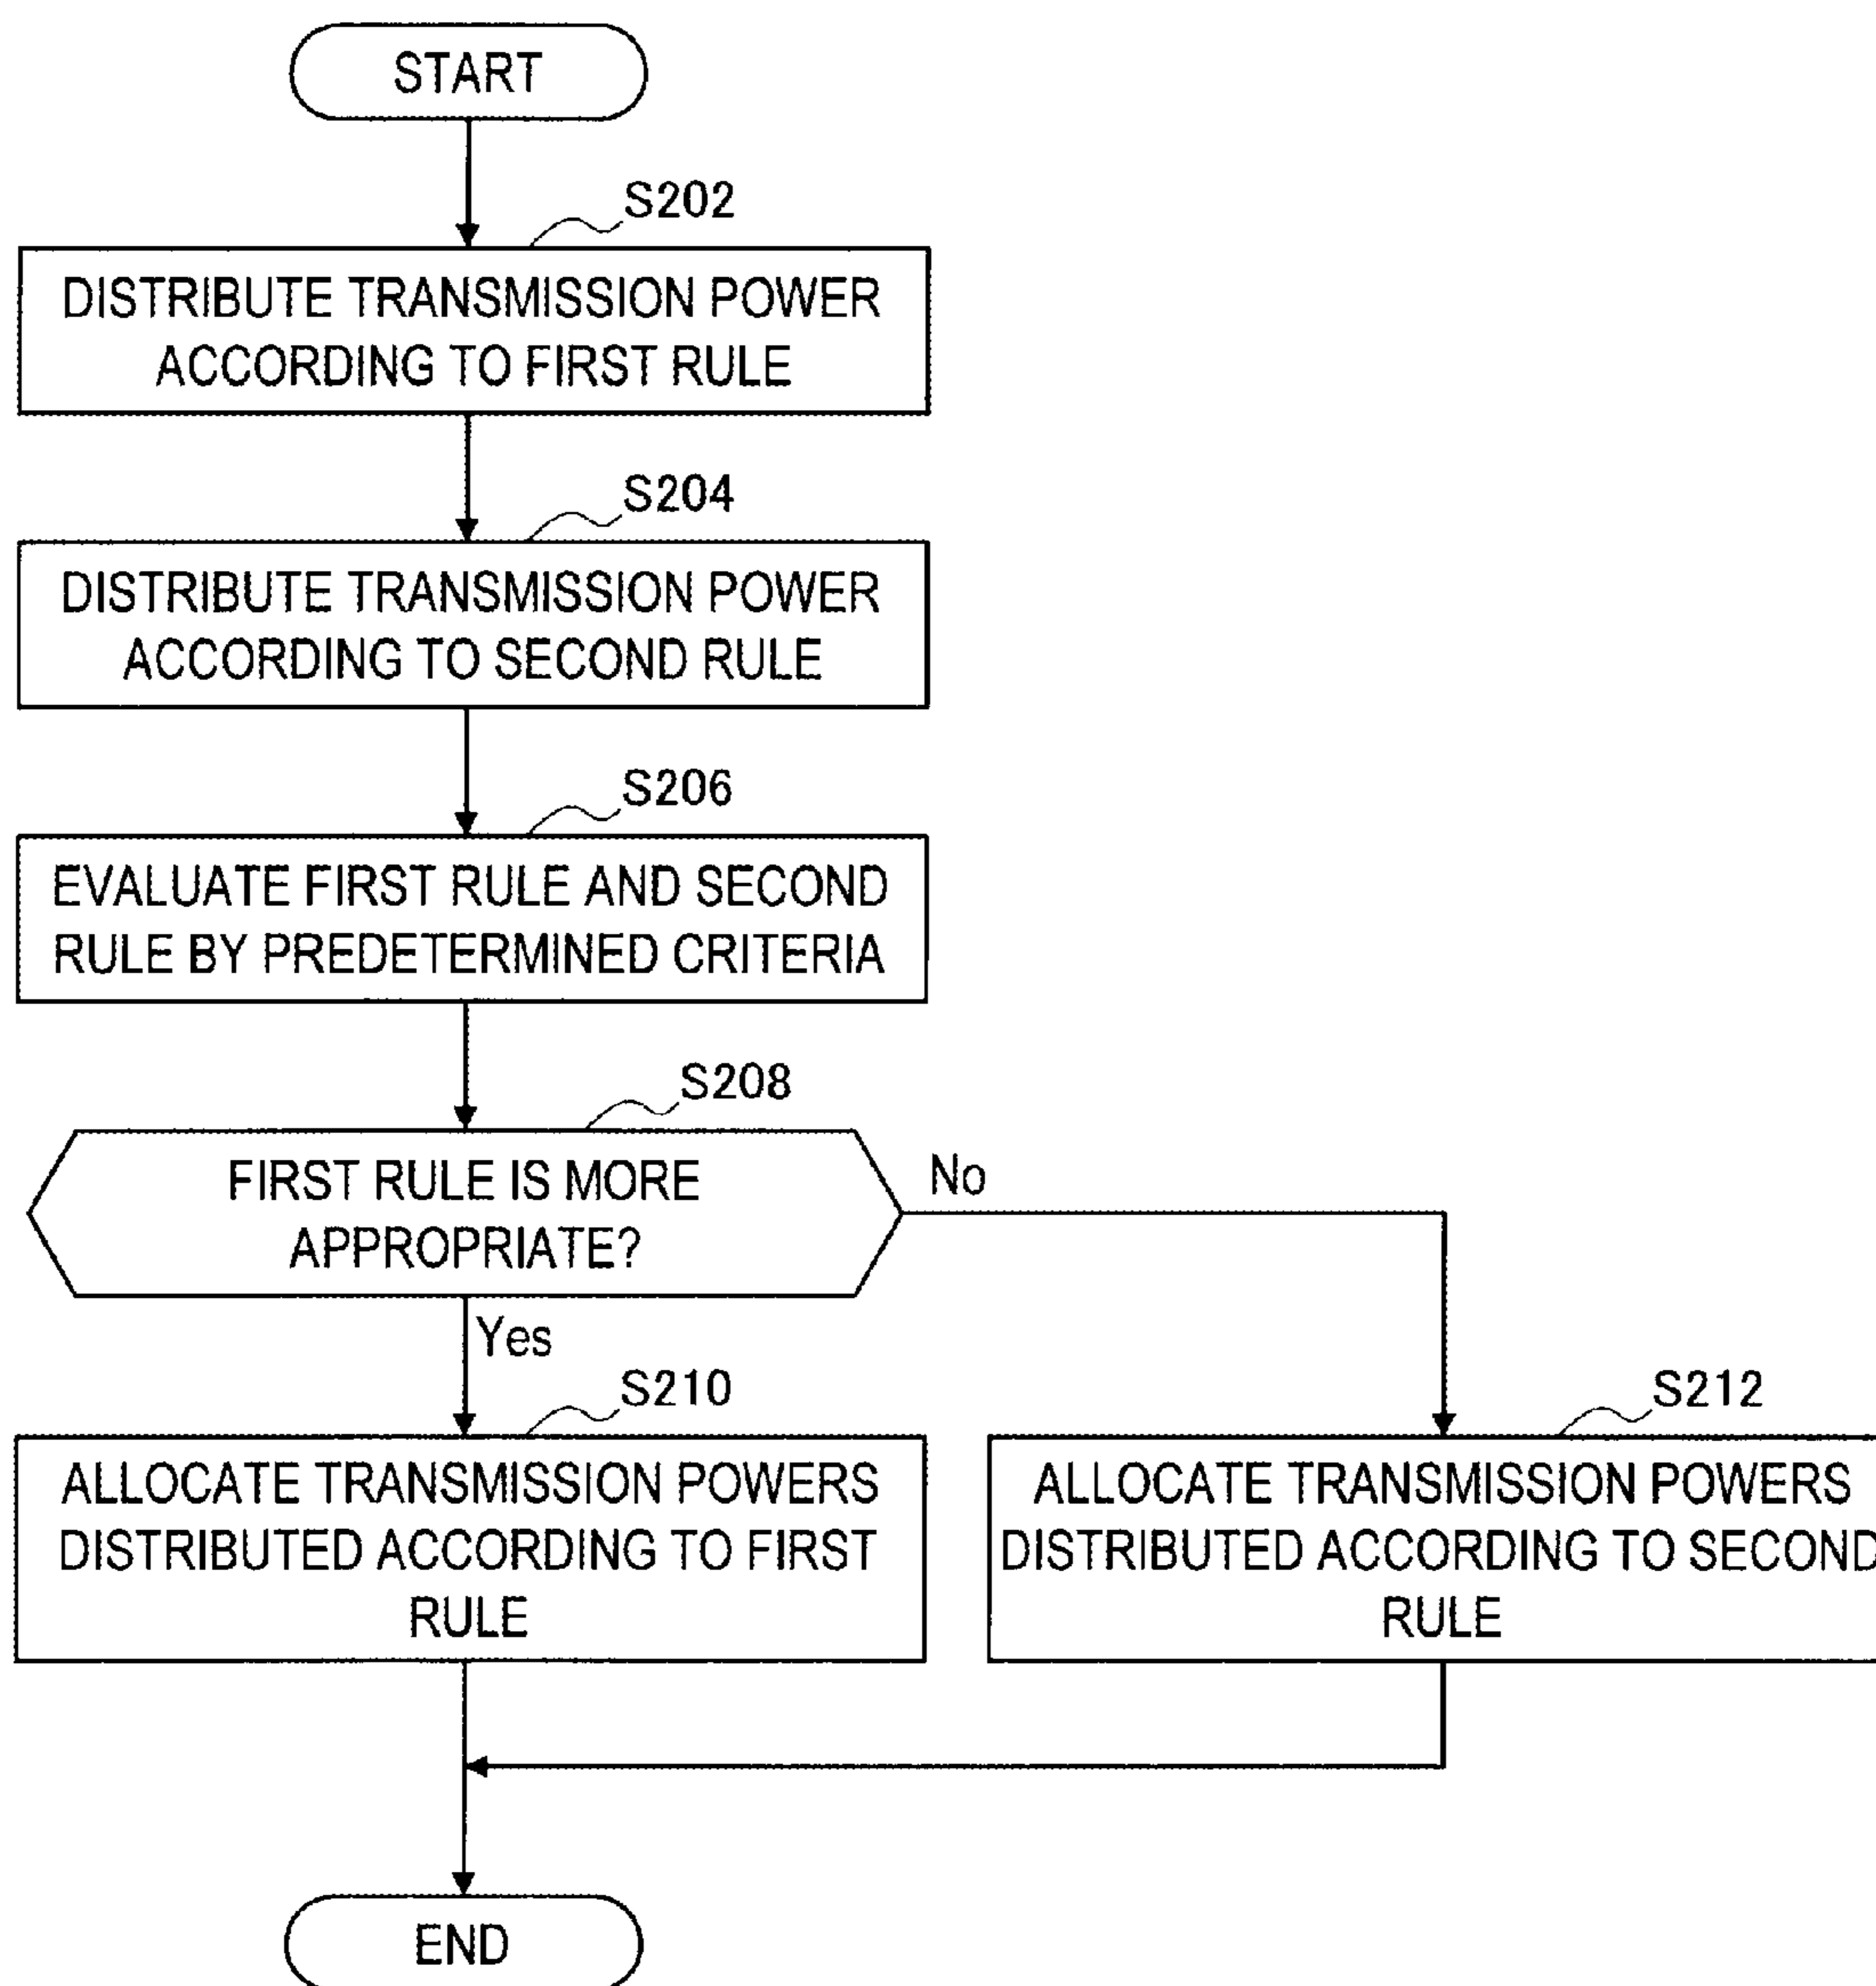 START
S202
DISTRIBUTE TRANSMISSION POWER
ACCORDING TO FIRST RULE
S204
DISTRIBUTE TRANSMISSION POWER
ACCORDING TO SECOND RULE
S206
EVALUATE FIRST RULE AND SECOND
RULE BY PREDETERMINED CRITERIA
S208
FIRST RULE IS MORE
APPROPRIATE?
No
Yes
S210
ALLOCATE TRANSMISSION POWERS
DISTRIBUTED ACCORDING TO FIRST
RULE
S212
ALLOCATE TRANSMISSION POWERS
DISTRIBUTED ACCORDING TO SECOND
RULE
END